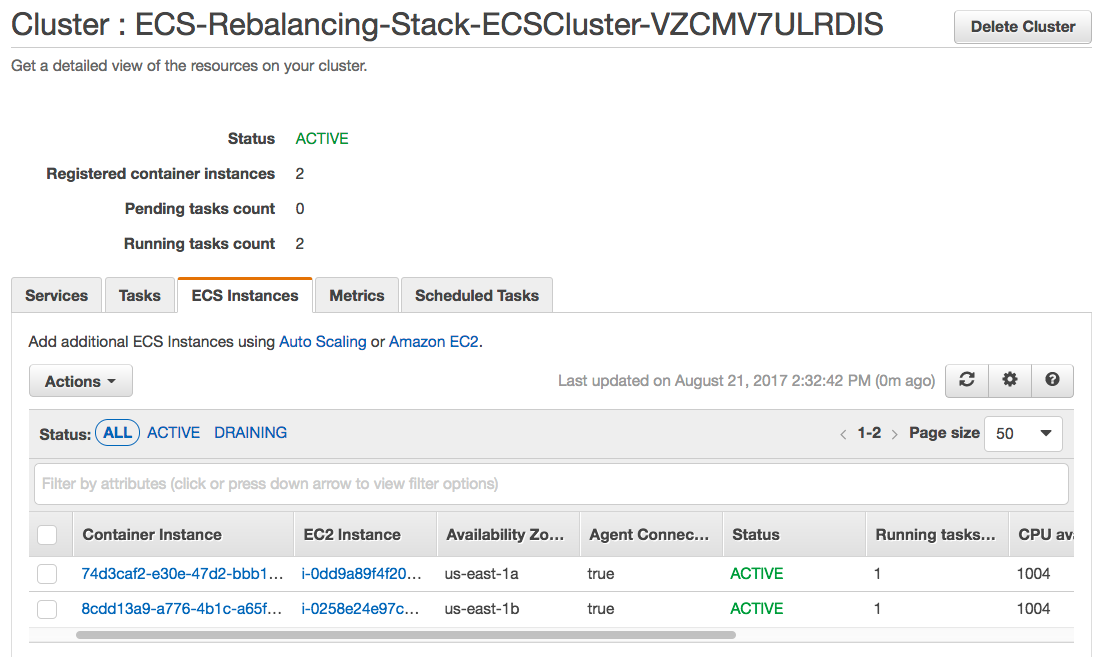 Cluster : ECS-Rebalancing-Stack-ECSCluster-VZCMV7ULRDIS
Delete Cluster
Get a detailed view of the resources on your cluster.
Status ACTIVE
Registered container instances 2
Pending tasks count 0
Running tasks count 2
Services Tasks ECS Instances Metrics Scheduled Tasks
Add additional ECS Instances using Auto Scaling or Amazon EC2.
Actions Last updated on August 21, 2017 2:32:42 PM (0m ago)
Status: ALL ACTIVE DRAINING < 1-2 > Page size 50
Filter by attributes (click or press down arrow to view filter options)
Container Instance EC2 Instance Availability Zo... Agent Connec... Status Running tasks... CPU av
74d3caf2-e30e-47d2-bbb1... i-0dd9a89f4f20... us-east-1a true ACTIVE 1 1004
8cdd13a9-a776-4b1c-a65f... i-0258e24e97c... us-east-1b true ACTIVE 1 1004